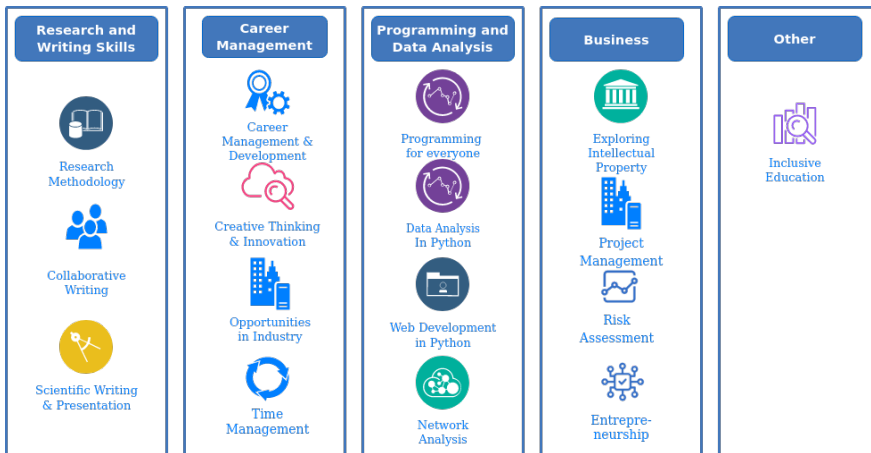 Research and
Writing Skills
Research
Methodology
Collaborative
Writing
Scientific Writing
& Presentation
Career
Management
Career
Management &
Development
Creative Thinking
& Innovation
Opportunities
in Industry
Time
Management
Programming and
Data Analysis
Programming
for everyone
Data Analysis
In Python
Web Development
in Python
Network
Analysis
Business
Exploring
Intellectual
Property
Project
Management
Risk
Assessment
Entrepre-
neurship
Other
Inclusive
Education